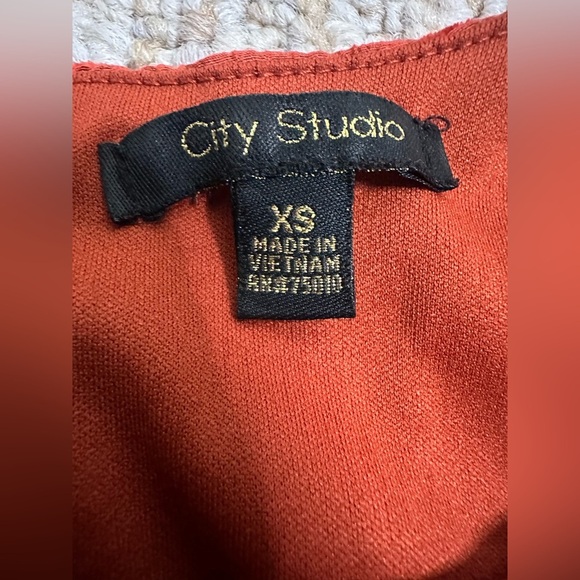 City Studio
XS
MADE IN
VIETNAM
RN#75010